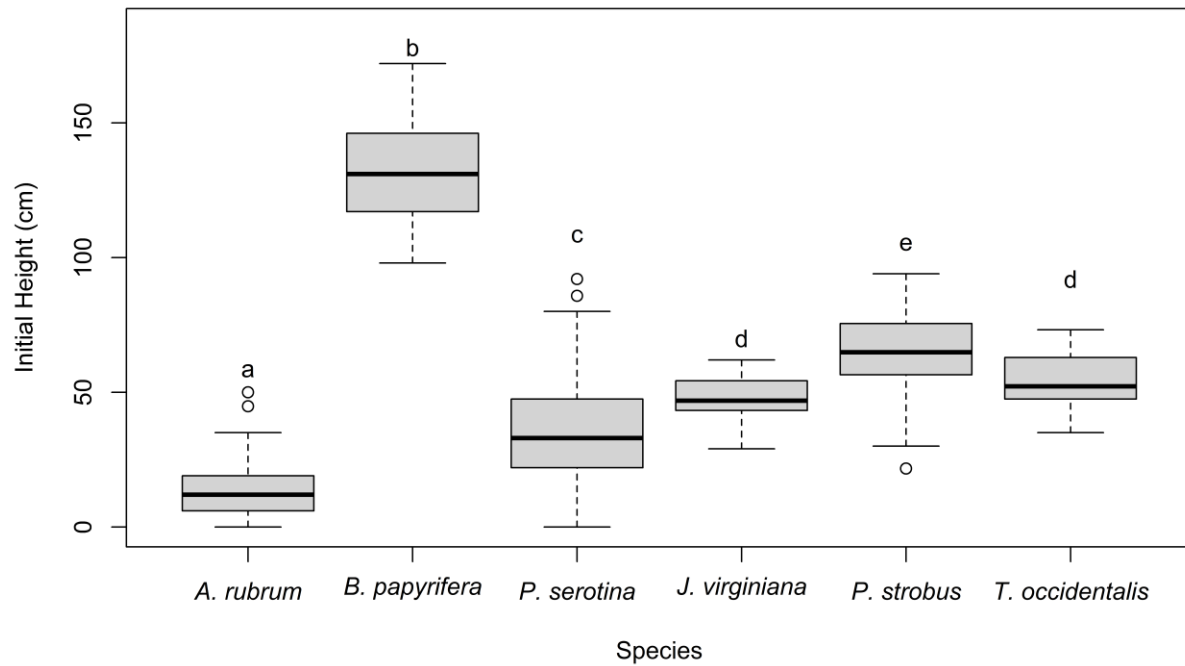 b
150
c
e
100
d
d
a
50
0
Initial Height (cm)
A. rubrum B. papyrifera P. serotina J. virginiana P. strobus T. occidentalis
Species